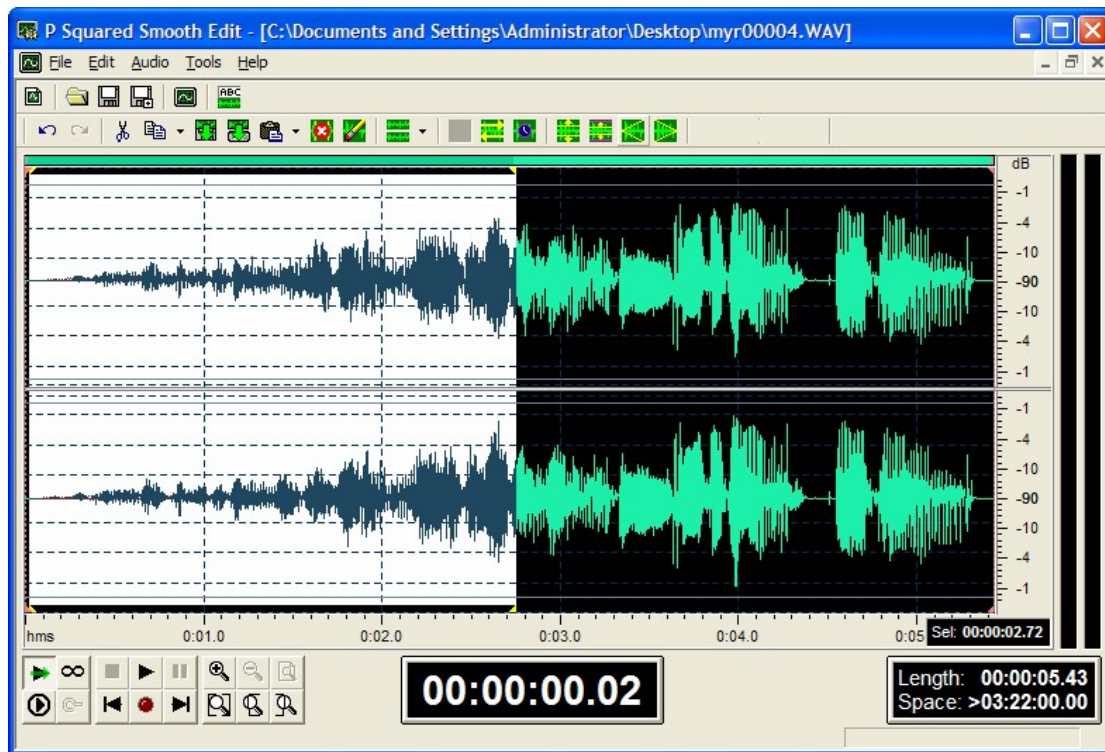 P Squared Smooth Edit - [C:\Documents and Settings\Administrator\Desktop\myr00004.WAV]
File Edit Audio Tools Help
ABC
dB
-1
-4
-10
-90
-10
-4
-1
-1
-4
-10
-90
-10
-4
-1
hms 0:01.0 0:02.0 0:03.0 0:04.0 0:05 Sel: 00:00:02.72
00:00:00.02
Length: 00:00:05.43
Space: >03:22:00.00